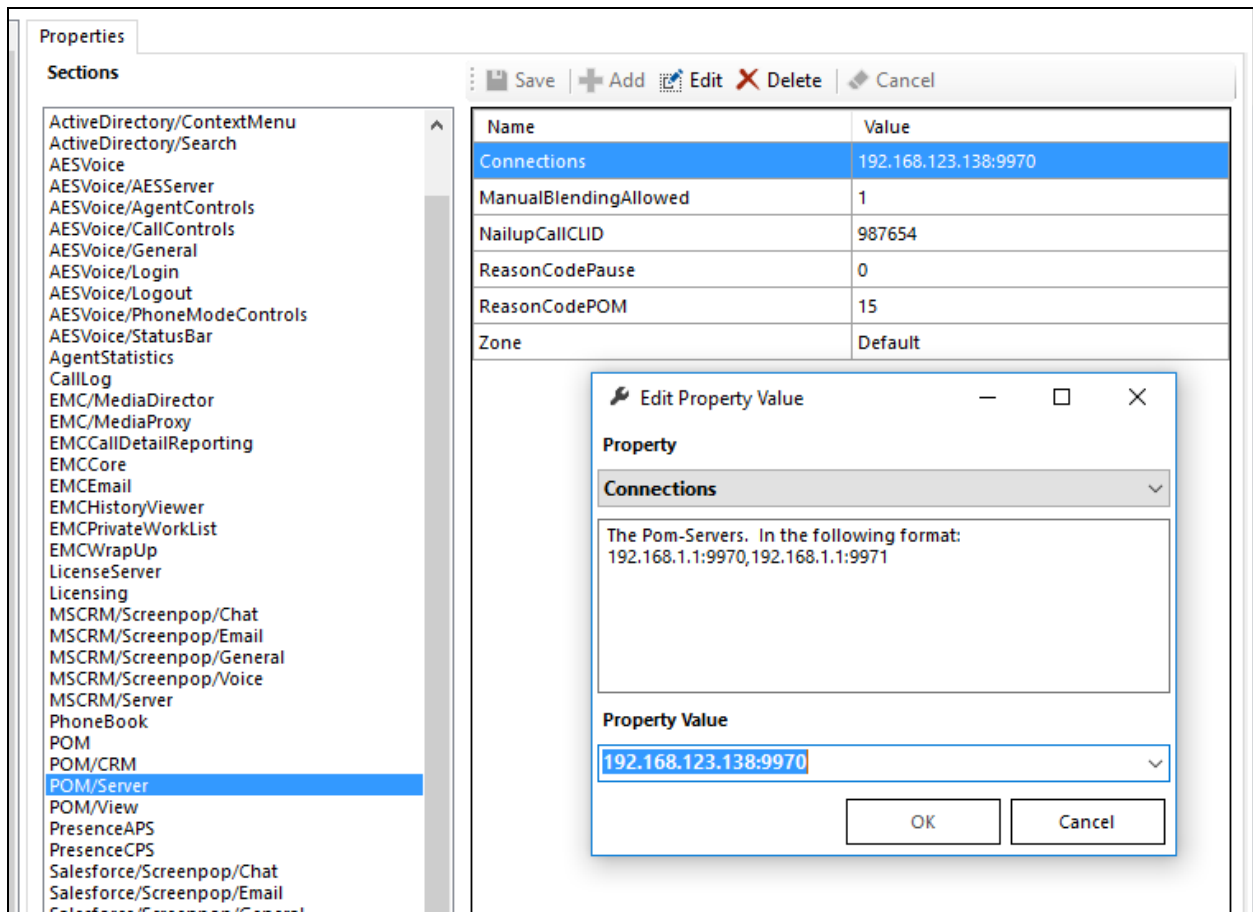 Properties
Sections
Save Add Edit Delete Cancel
ActiveDirectory/ContextMenu
ActiveDirectory/Search
AESVoice
AESVoice/AESServer
AESVoice/AgentControls
AESVoice/CallControls
AESVoice/General
AESVoice/Login
AESVoice/Logout
AESVoice/PhoneModeControls
AESVoice/StatusBar
AgentStatistics
CallLog
EMC/MediaDirector
EMC/MediaProxy
EMCCallDetailReporting
EMCCore
EMCEmail
EMCHistoryViewer
EMCPrivateWorkList
EMCWrapUp
LicenseServer
Licensing
MSCRM/Screenpop/Chat
MSCRM/Screenpop/Email
MSCRM/Screenpop/General
MSCRM/Screenpop/Voice
MSCRM/Server
PhoneBook
POM
POM/CRM
POM/Server
POM/View
PresenceAPS
PresenceCPS
Salesforce/Screenpop/Chat
Salesforce/Screenpop/Email
Salesforce/Screenpop/General
Name Value
Connections 192.168.123.138:9970
ManualBlendingAllowed 1
NailupCallCLID 987654
ReasonCodePause 0
ReasonCodePOM 15
Zone Default
Edit Property Value
Property
Connections
The Pom-Servers. In the following format:
192.168.1.1:9970,192.168.1.1:9971
Property Value
192.168.123.138:9970
OK Cancel